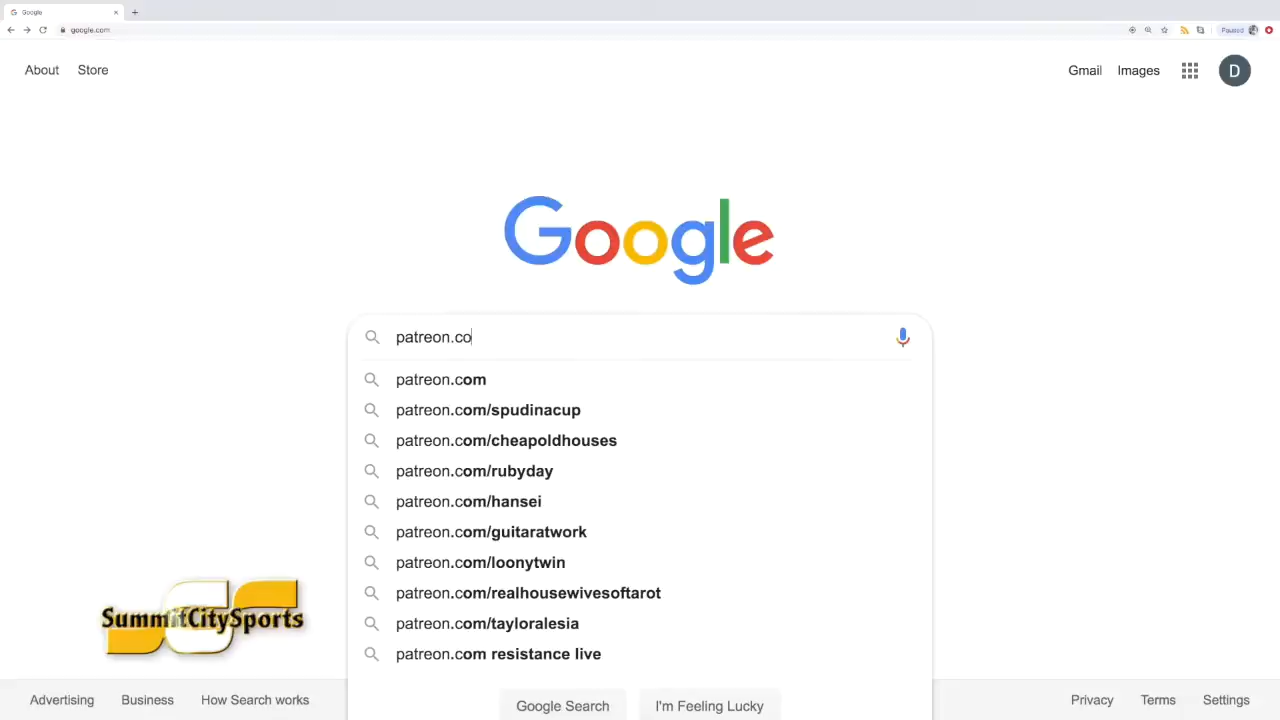 Google
google.com
Paused
About Store
Gmail Images
D
Google
patreon.co
patreon.com
patreon.com/spudinacup
patreon.com/cheapoldhouses
patreon.com/rubyday
patreon.com/hansei
patreon.com/guitaratwork
patreon.com/loonytwin
patreon.com/realhousewivesoftarot
patreon.com/tayloralesia
patreon.com resistance live
SummitCitySports
Google Search I'm Feeling Lucky
Advertising Business How Search works
Privacy Terms Settings